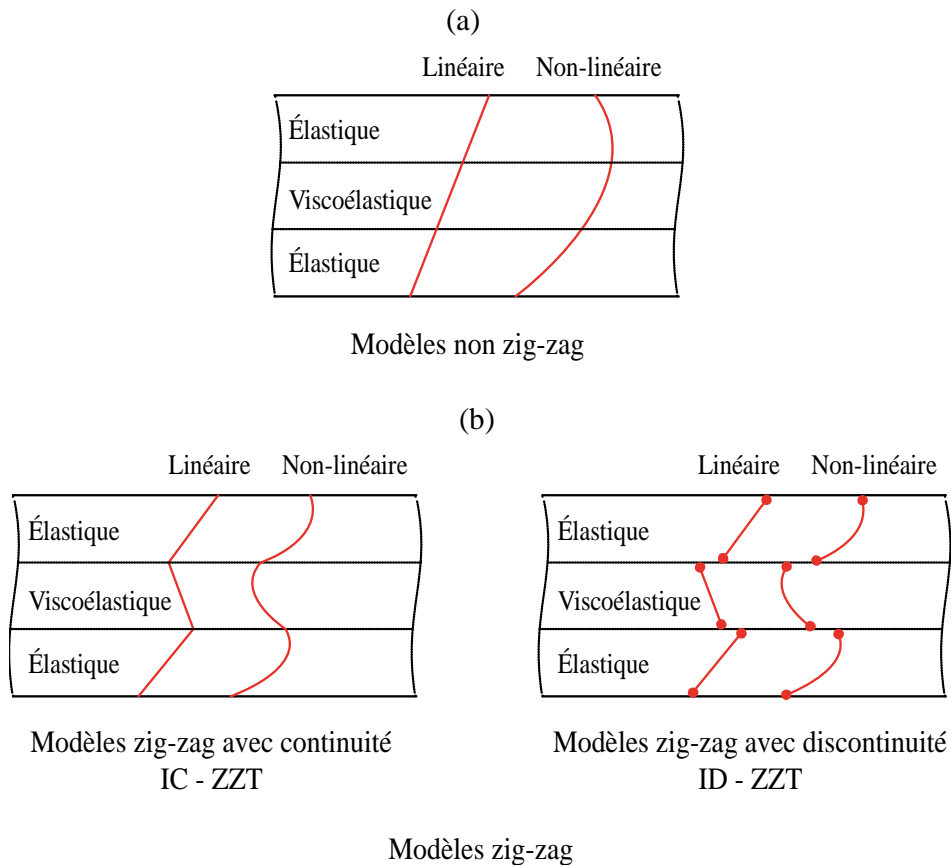 (a)
Linéaire Non-linéaire
Élastique
Viscoélastique
Élastique
Modèles non zig-zag
(b)
Linéaire Non-linéaire
Élastique
Viscoélastique
Élastique
Modèles zig-zag avec continuité
IC - ZZT
Linéaire Non-linéaire
Élastique
Viscoélastique
Élastique
Modèles zig-zag avec discontinuité
ID - ZZT
Modèles zig-zag